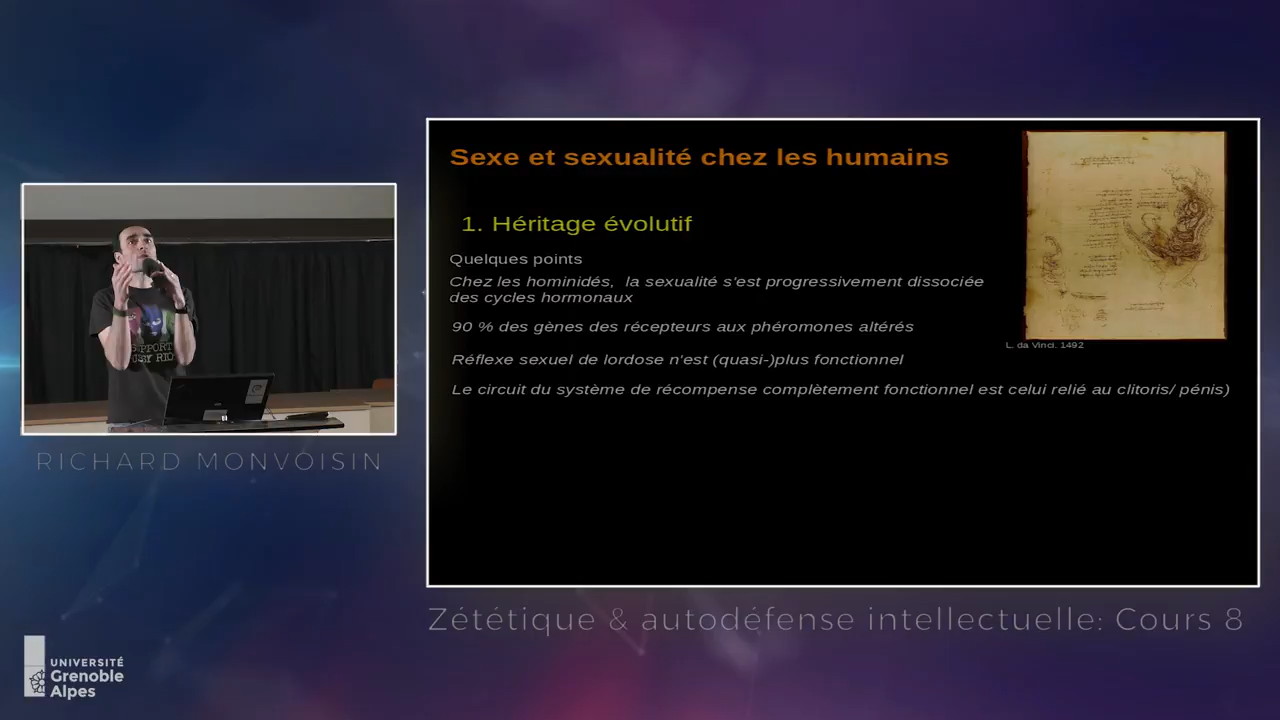 Sexe et sexualité chez les humains
1. Héritage évolutif
Quelques points
Chez les hominidés, la sexualité s'est progressivement dissociée
des cycles hormonaux
90 % des gènes des récepteurs aux phéromones altérés
Réflexe sexuel de lordose n'est (quasi-)plus fonctionnel
Le circuit du système de récompense complètement fonctionnel est celui relié au clitoris/ pénis)
L. da Vinci. 1492
SUPPORT
RICHARD MONVOISIN
Zététique & autodéfense intellectuelle: Cours 8
UNIVERSITÉ
Grenoble
Alpes